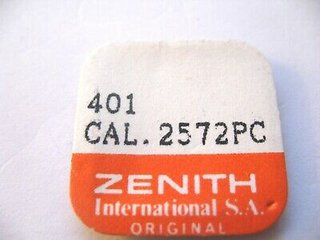 401
CAL. 2572PC
ZENITH
International S.A.
ORIGINAL